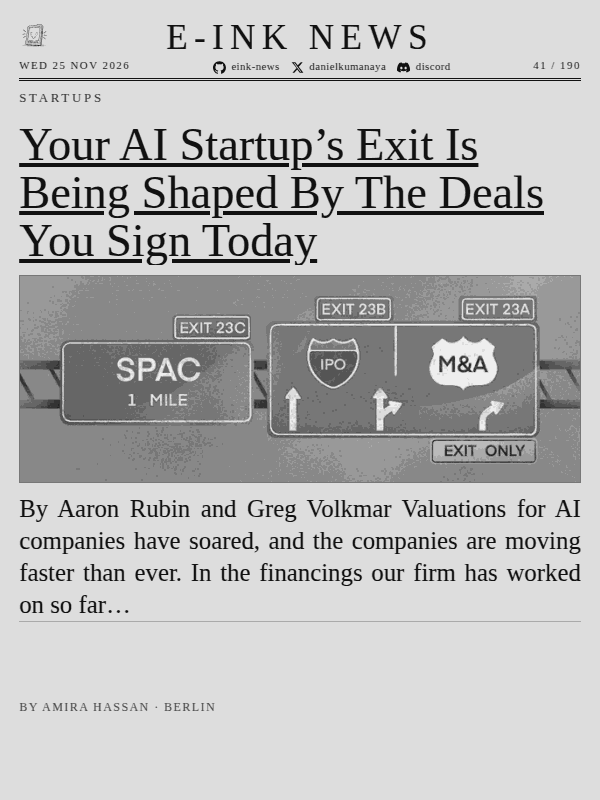 E-INK NEWS
WED 25 NOV 2026
eink-news danielkumanaya discord
41 / 190
STARTUPS
Your AI Startup’s Exit Is
Being Shaped By The Deals
You Sign Today
EXIT 23C
EXIT 23B
EXIT 23A
SPAC
1 MILE
IPO
M&A
EXIT ONLY
By Aaron Rubin and Greg Volkmar Valuations for AI
companies have soared, and the companies are moving
faster than ever. In the financings our firm has worked
on so far…
BY AMIRA HASSAN · BERLIN